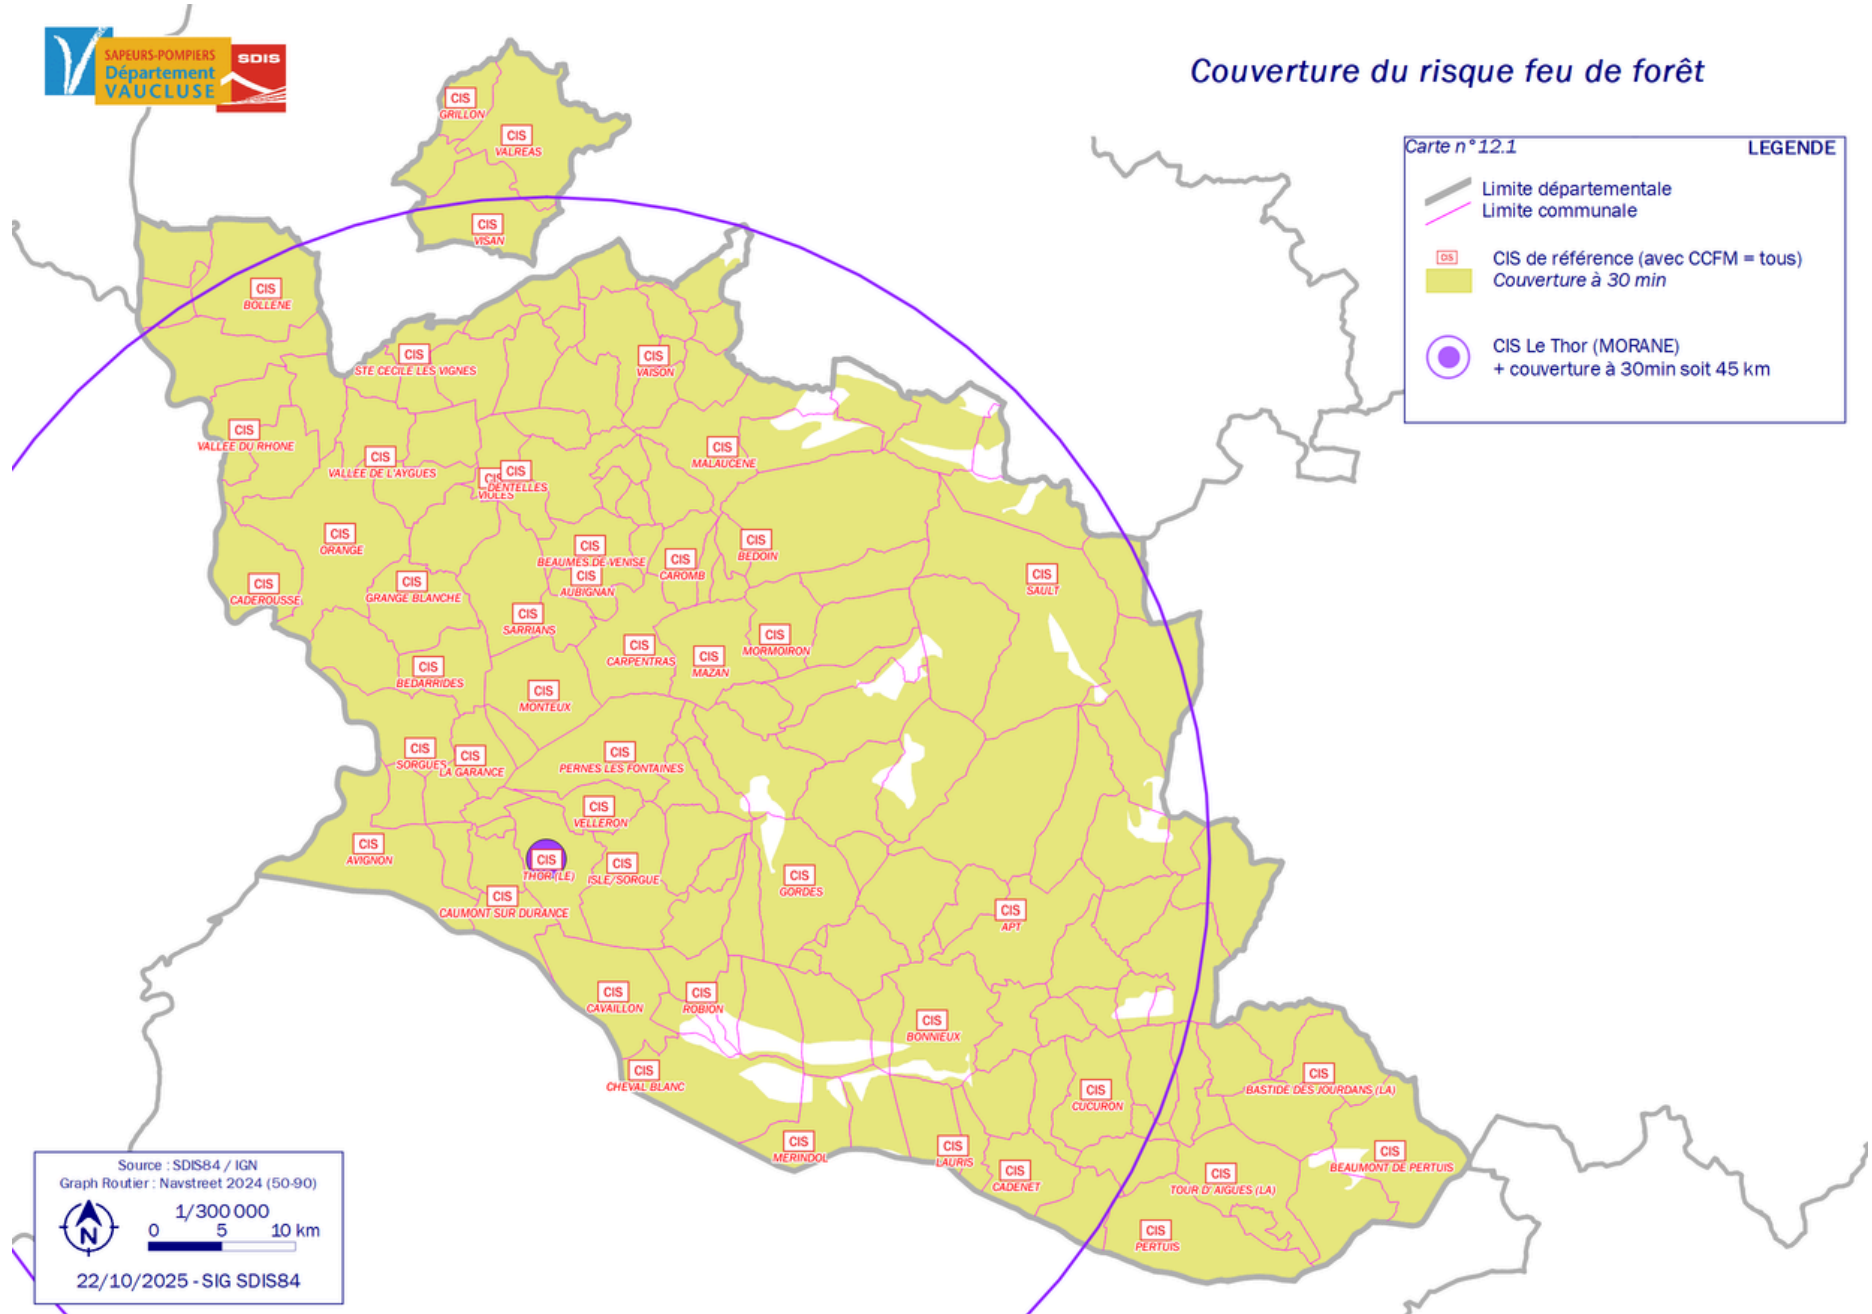 SAPEURS-POMPIERS
Département
VAUCLUSE
SDIS
Couverture du risque feu de forêt
Carte n°12.1
LEGENDE
Limite départementale
Limite communale
CIS de référence (avec CCFM = tous)
Couverture à 30 min
CIS Le Thor (MORANE)
+ couverture à 30min soit 45 km
CIS
GRILLON
CIS
VALREAS
CIS
VISAN
CIS
BOLLENE
CIS
STE CECILE LES VIGNES
CIS
VAISON
CIS
VALLEE DU RHONE
CIS
VALLEE DE L'AYGUES
CIS
VIOLES
CIS
DENTELLES
CIS
MALAUCENE
CIS
ORANGE
CIS
BEAUMES-DE-VENISE
CIS
CAROMB
CIS
BEDOIN
CIS
SAULT
CIS
CADEROUSSE
CIS
GRANGE BLANCHE
CIS
AUBIGNAN
CIS
SARRIANS
CIS
CARPENTRAS
CIS
MAZAN
CIS
MORMOIRON
CIS
BEDARRIDES
CIS
MONTEUX
CIS
SORGUES
CIS
LA GARANCE
CIS
PERNES LES FONTAINES
CIS
VELLERON
CIS
AVIGNON
CIS
THOR (LE)
CIS
ISLE/SORGUE
CIS
GORDES
CIS
CAUMONT SUR DURANCE
CIS
APT
CIS
CAVAILLON
CIS
ROBION
CIS
BONNIEUX
CIS
CHEVAL BLANC
CIS
CUCURON
CIS
BASTIDE DES JOURDANS (LA)
CIS
MERINDOL
CIS
LAURIS
CIS
CADENET
CIS
TOUR D' AIGUES (LA)
CIS
BEAUMONT DE PERTUIS
CIS
PERTUIS
Source : SDIS84 / IGN
Graph Routier : Navstreet 2024 (50-90)
1/300 000
0 5 10 km
N
22/10/2025 - SIG SDIS84